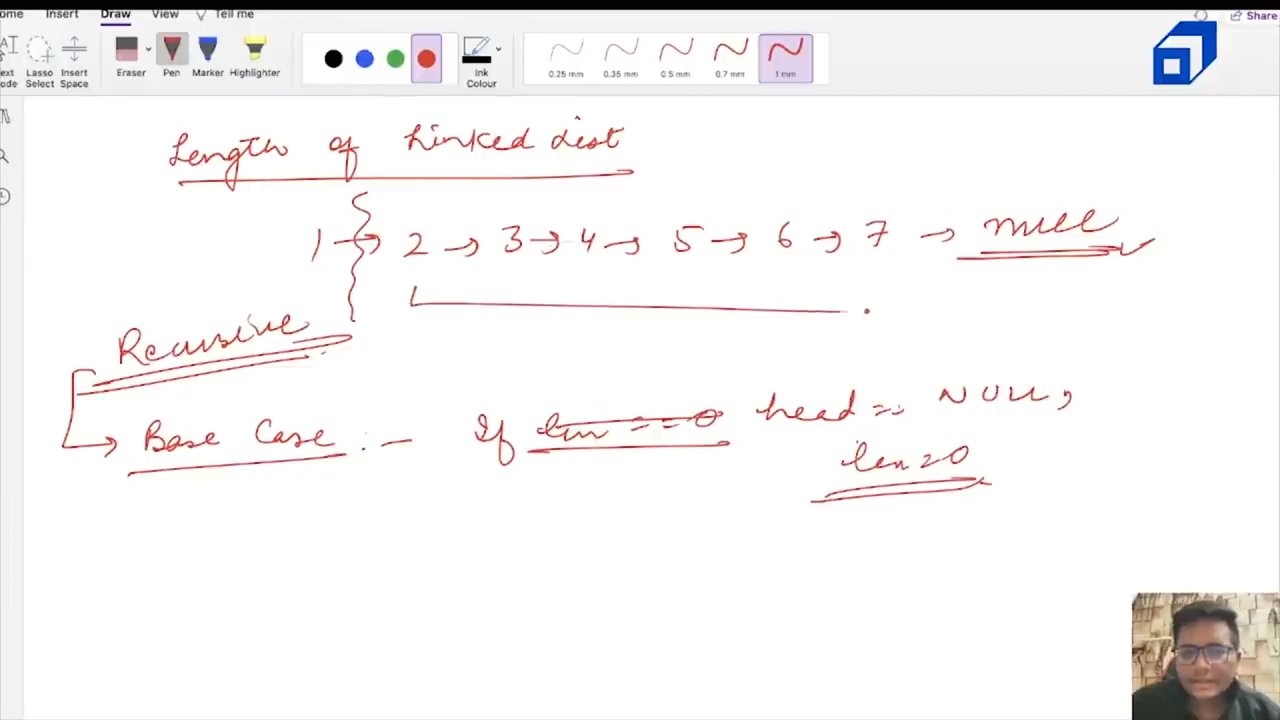 ome Insert Draw View Tell me
Share
Text
Mode
Lasso
Select
Insert
Space
Eraser
Pen
Marker
Highlighter
Ink
Colour
0.25 mm
0.35 mm
0.5 mm
0.7 mm
1 mm
Length of Linked List
1 → 2 → 3 → 4 → 5 → 6 → 7 → null
Recursive
Base Case :- If len == 0 head == NULL,
len = 0